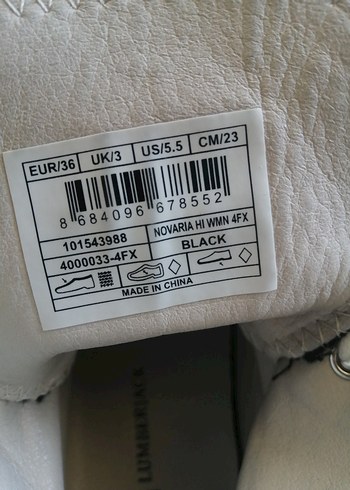 EUR/36 UK/3 US/5.5 CM/23
8 684096 678552
101543988 NOVARIA HI WMN 4FX
4000033-4FX BLACK
MADE IN CHINA
LUMBERJACK